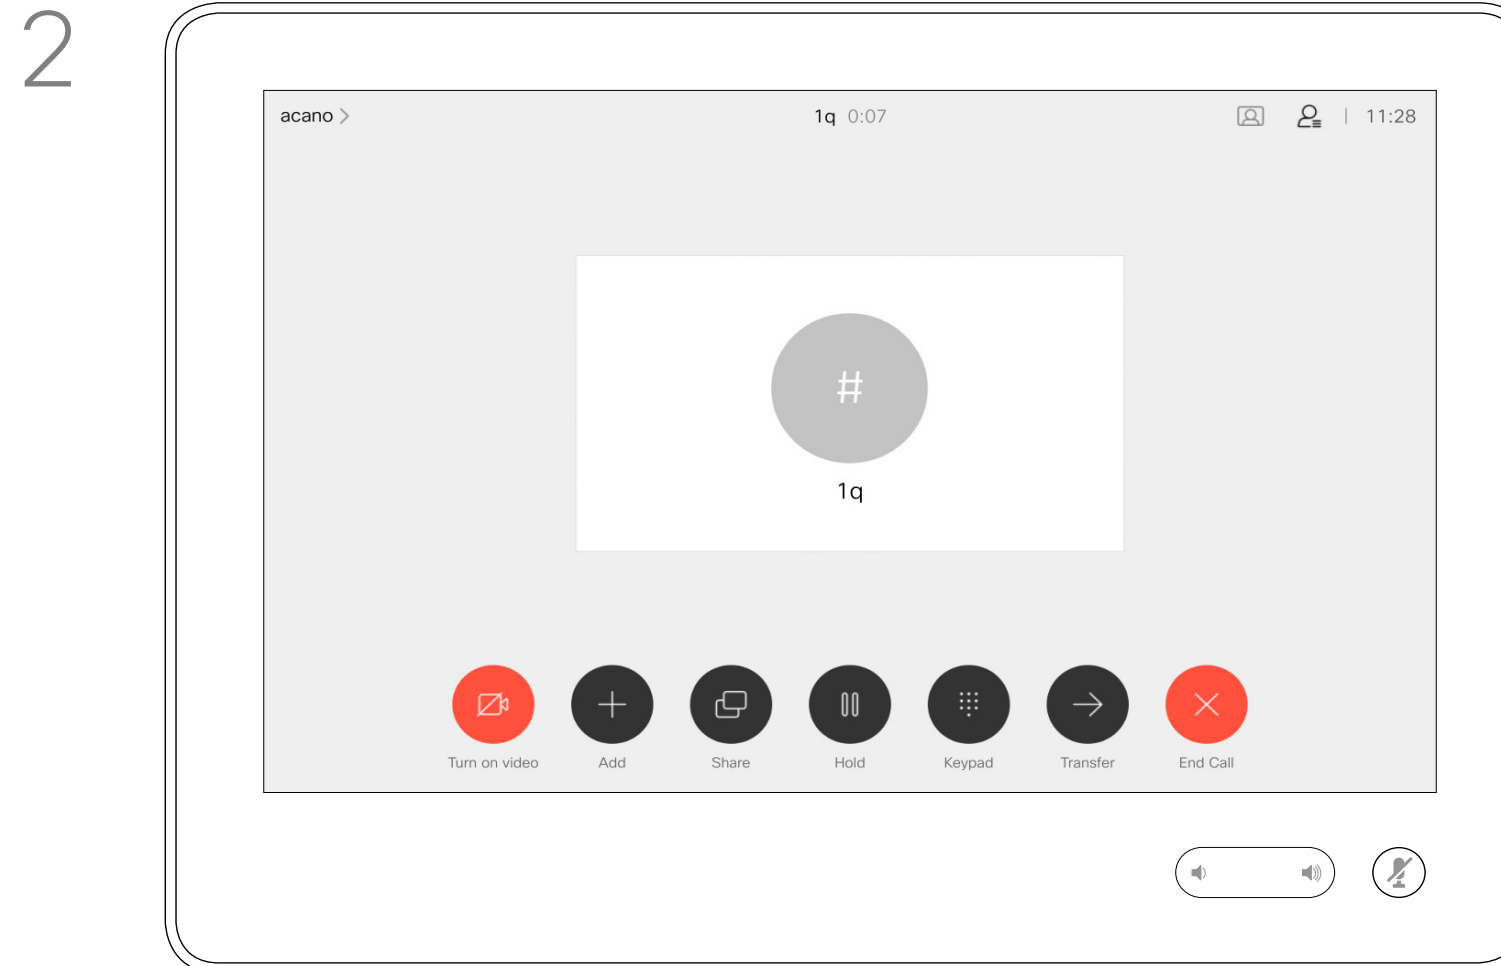 2
acano
1q 0:07
11:28
#
1q
Turn on video
Add
Share
Hold
Keypad
Transfer
End Call